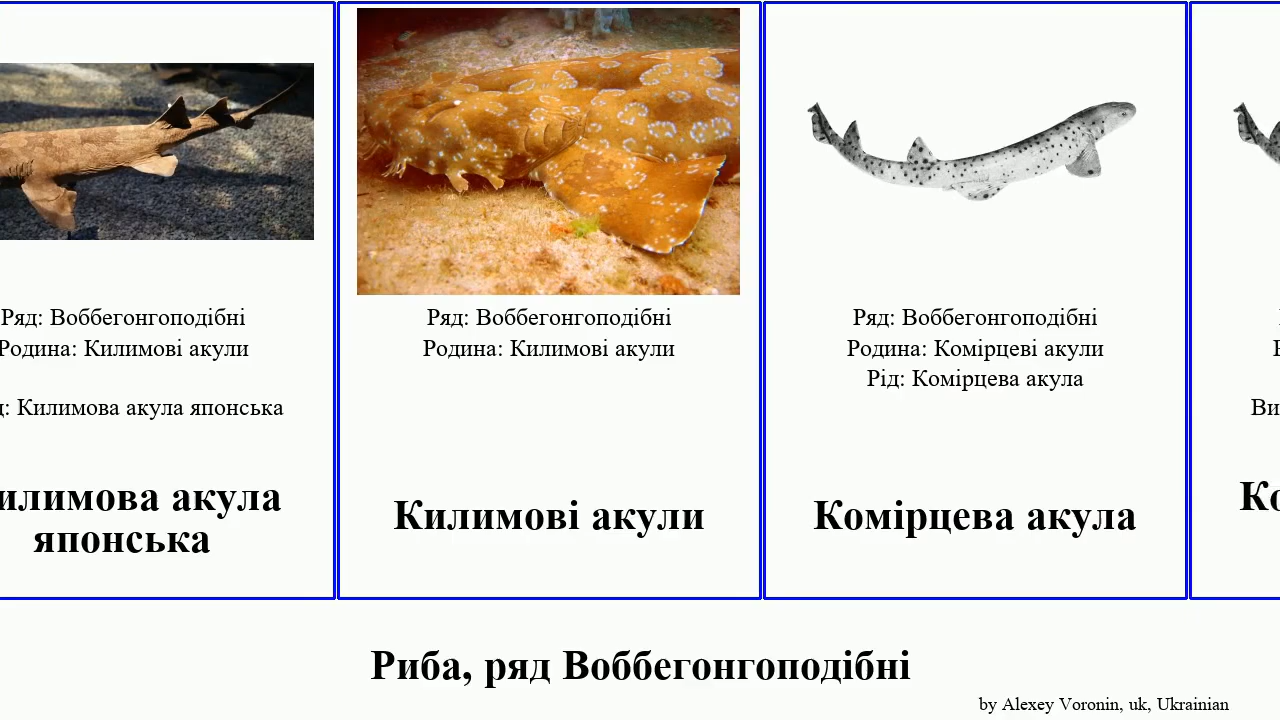 Ряд: Воббегонгоподібні
Родина: Килимові акули
Килимова акула японська
акула
японська
Ряд: Воббегонгоподібні
Родина: Килимові акули
Килимові акули
Ряд: Воббегонгоподібні
Родина: Комірцеві акули
Рід: Комірцева акула
Комірцева акула
Риба, ряд Воббегонгоподібні
by Alexey Voronin, uk, Ukrainian